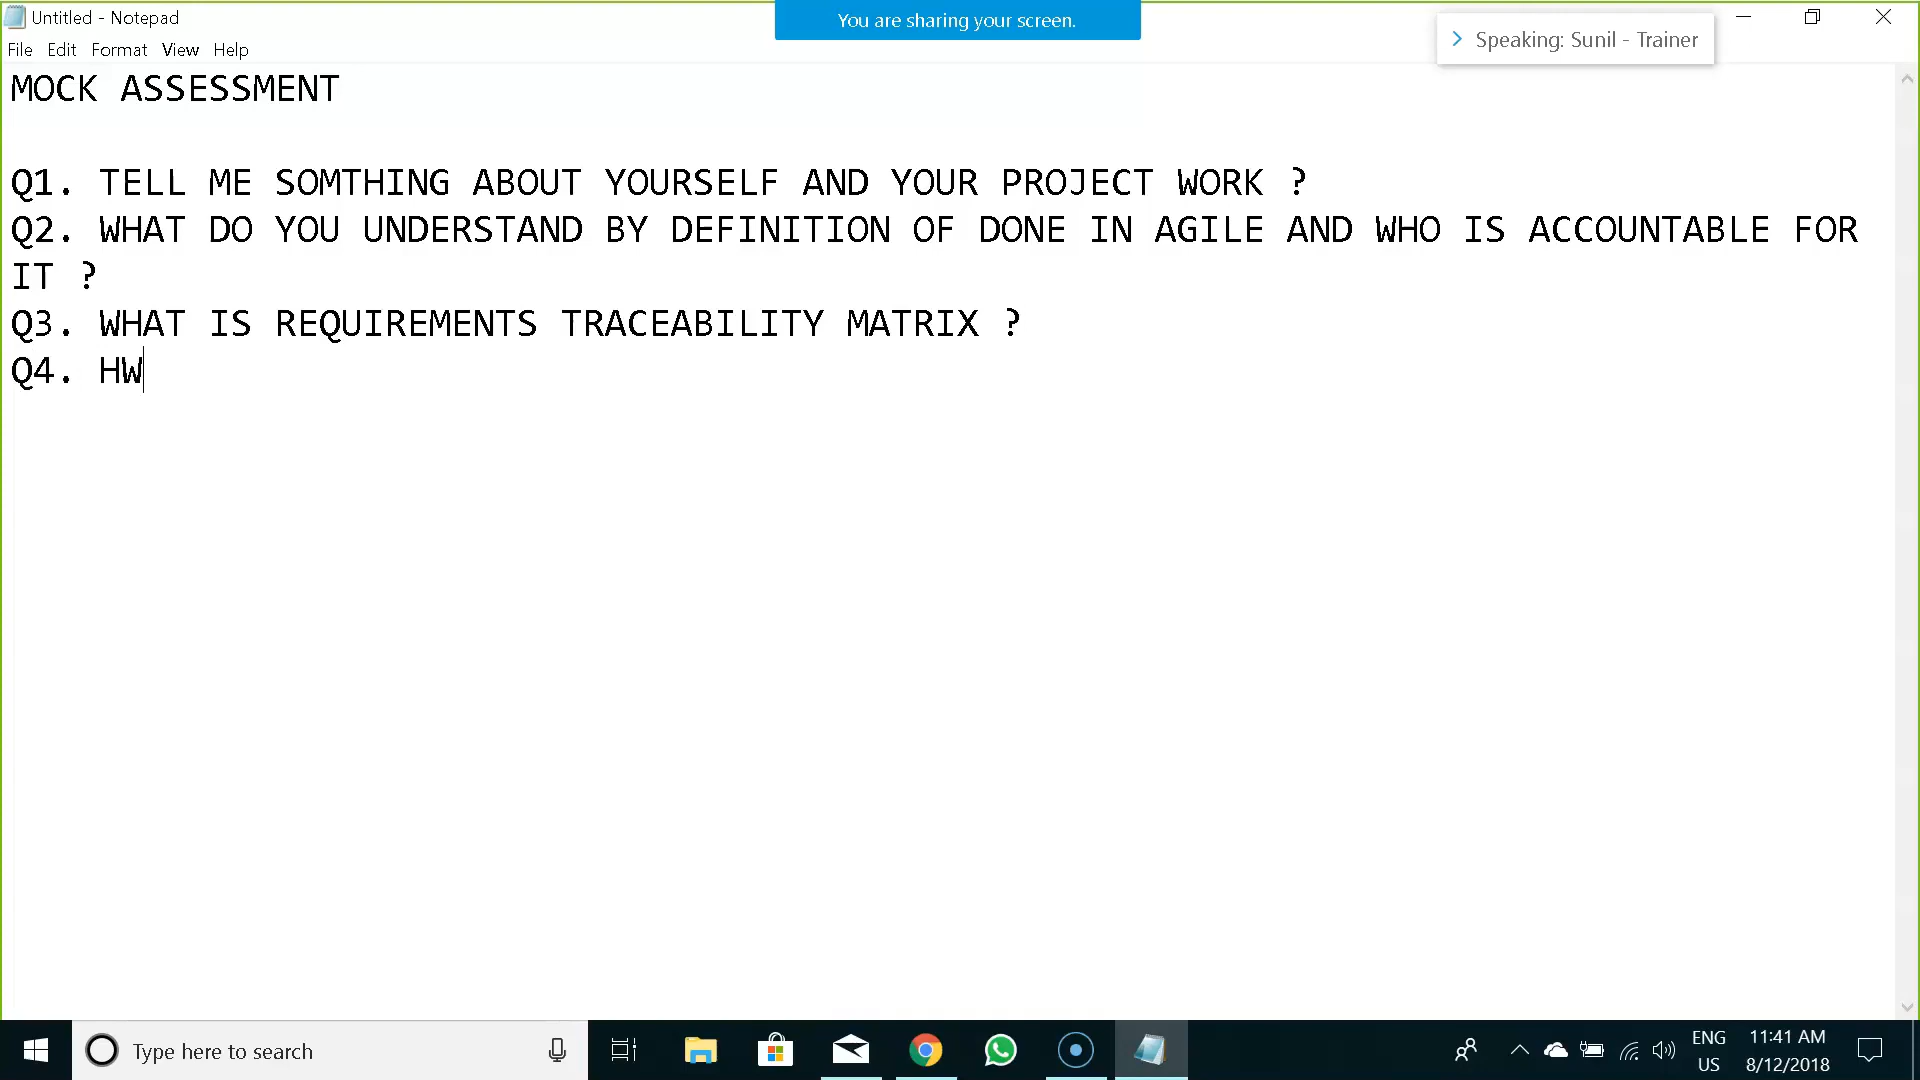 Untitled - Notepad
You are sharing your screen.
Speaking: Sunil - Trainer
File Edit Format View Help
MOCK ASSESSMENT
Q1. TELL ME SOMTHING ABOUT YOURSELF AND YOUR PROJECT WORK ?
Q2. WHAT DO YOU UNDERSTAND BY DEFINITION OF DONE IN AGILE AND WHO IS ACCOUNTABLE FOR
IT ?
Q3. WHAT IS REQUIREMENTS TRACEABILITY MATRIX ?
Q4. HW
Type here to search
ENG
US
11:41 AM
8/12/2018